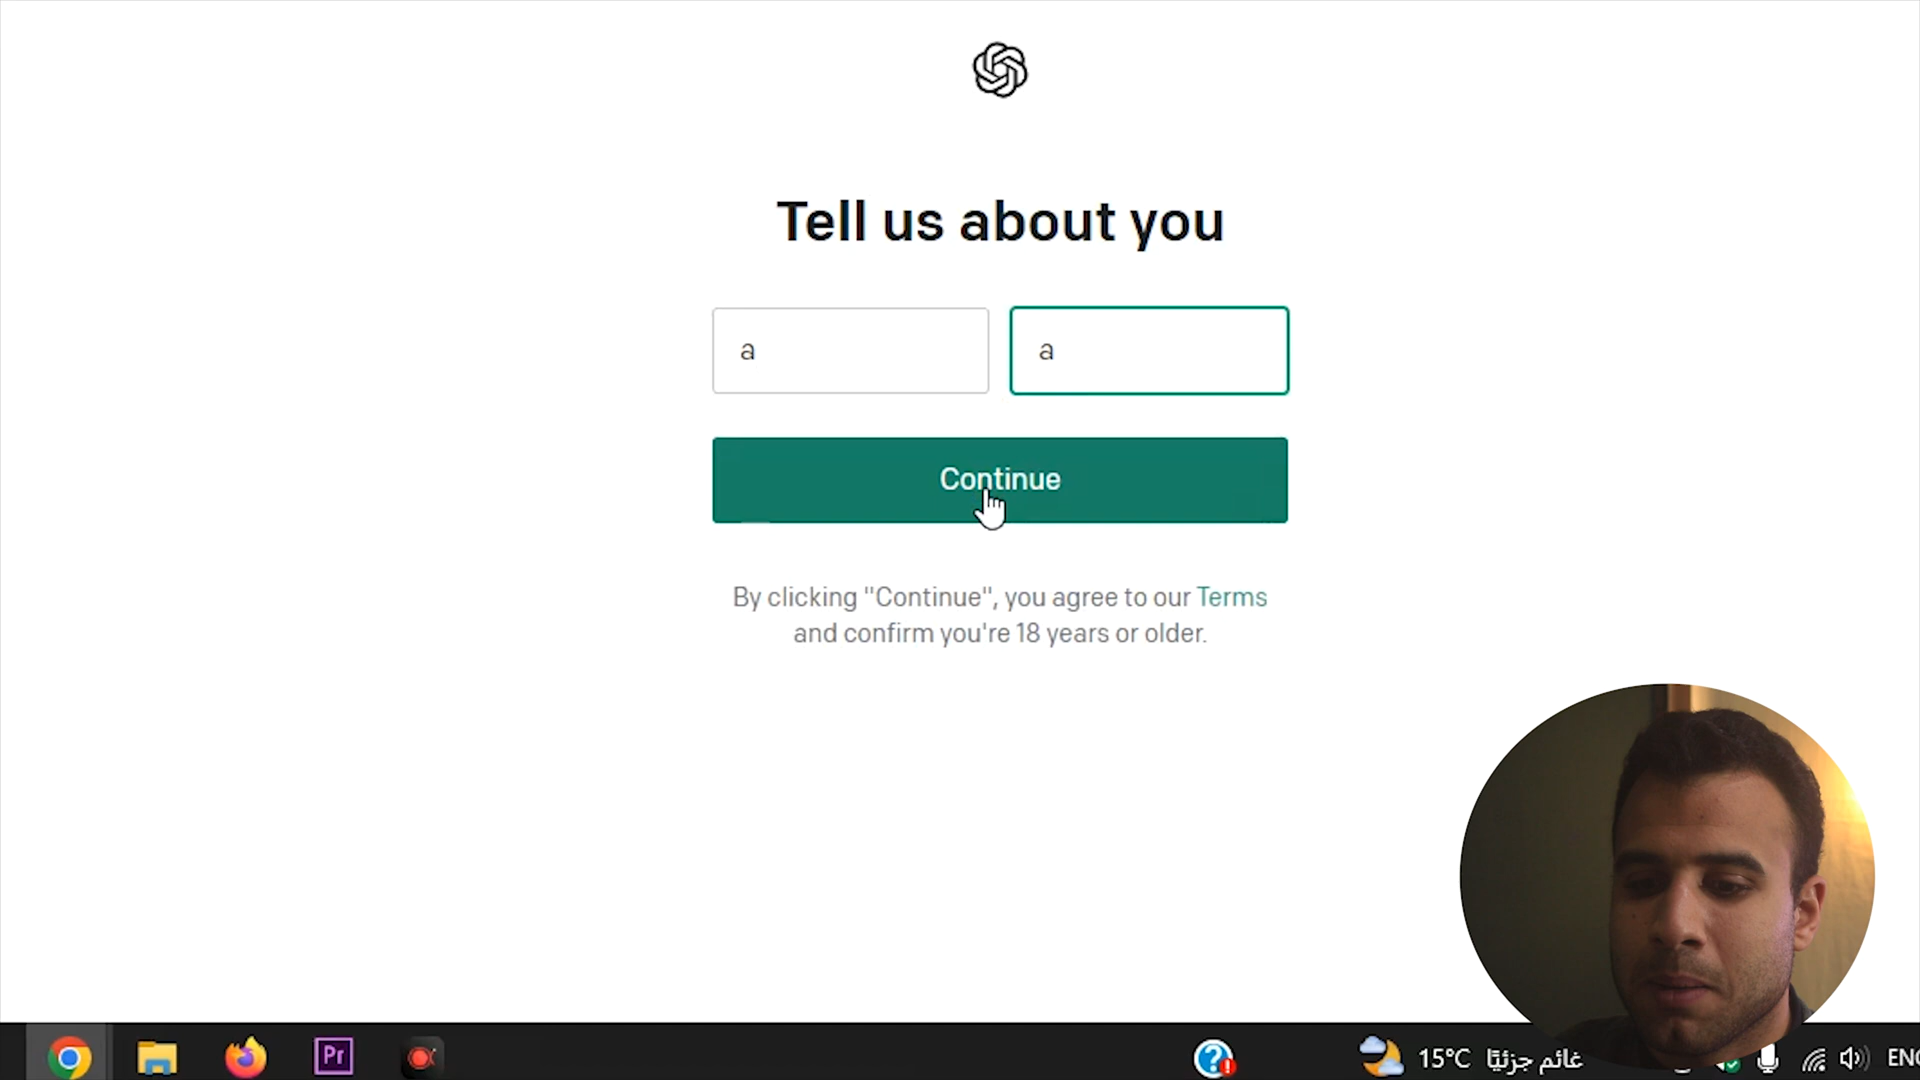 Tell us about you
a
a
Continue
By clicking "Continue", you agree to our Terms
and confirm you're 18 years or older.
Pr
15°C غائم جزئيًا